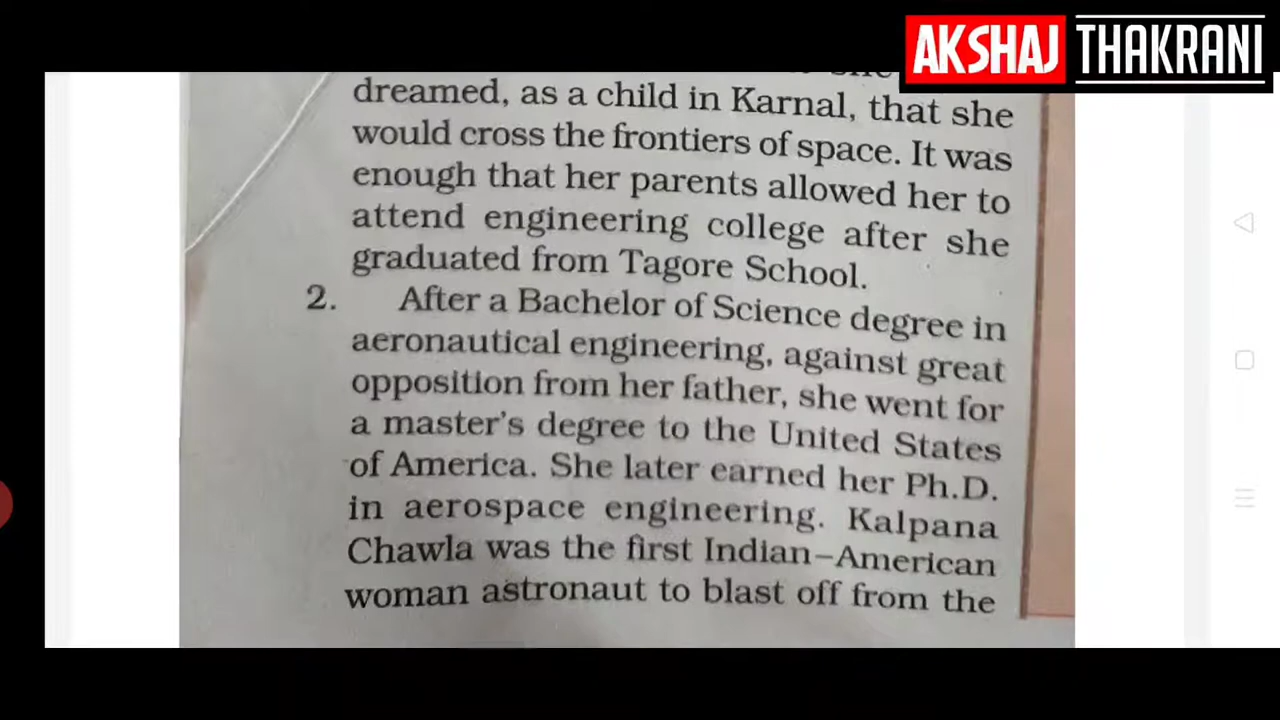 AKSHAJ THAKRANI
she
dreamed, as a child in Karnal, that she
would cross the frontiers of space. It was
enough that her parents allowed her to
attend engineering college after she
graduated from Tagore School.
2. After a Bachelor of Science degree in
aeronautical engineering, against great
opposition from her father, she went for
a master's degree to the United States
of America. She later earned her Ph.D.
in aerospace engineering. Kalpana
Chawla was the first Indian–American
woman astronaut to blast off from the